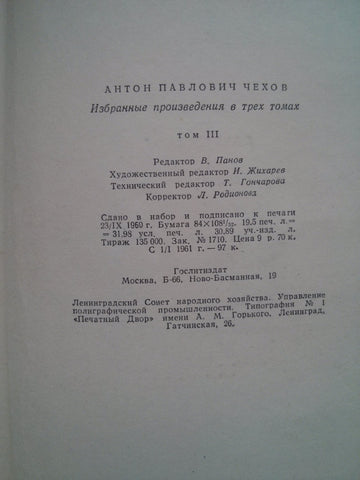 АНТОН ПАВЛОВИЧ ЧЕХОВ
Избранные произведения в трех томах
том III
Редактор В. Панов
Художественный редактор И. Жихарев
Технический редактор Т. Гончарова
Корректор Л. Родионова
Сдано в набор и подписано к печати
23/IX 1960 г. Бумага 84×108¹/₃₂. 19,5 печ. л.=
= 31,98 усл. печ. л. 30,89 уч.-изд. л.
Тираж 135 000. Зак. № 1710. Цена 9 р. 70 к.
С 1/I 1961 г.— 97 к.
Гослитиздат
Москва, Б-66, Ново-Басманная, 19
Ленинградский Совет народного хозяйства. Управление
полиграфической промышленности. Типография № 1
«Печатный Двор» имени А. М. Горького. Ленинград,
Гатчинская, 26.